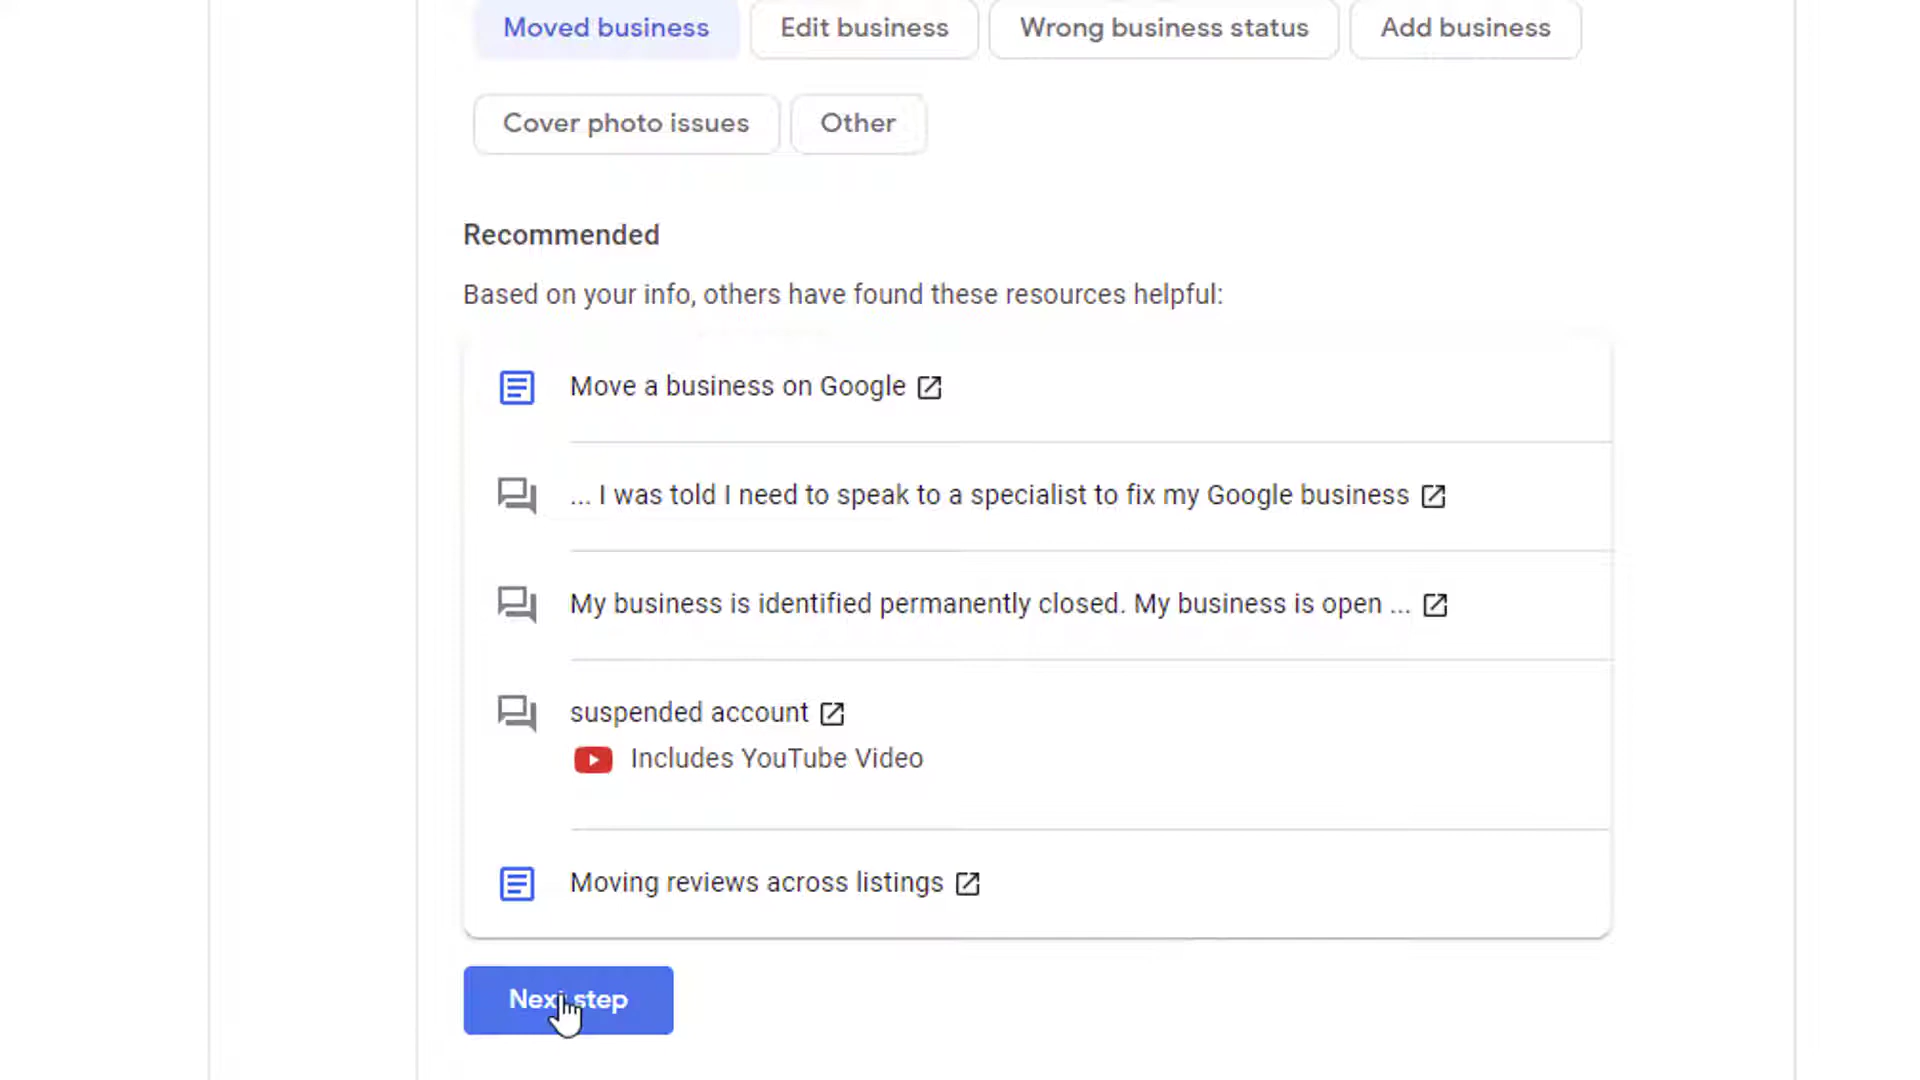 Moved business
Edit business
Wrong business status
Add business
Cover photo issues
Other
Recommended
Based on your info, others have found these resources helpful:
Move a business on Google
... I was told I need to speak to a specialist to fix my Google business
My business is identified permanently closed. My business is open ...
suspended account
Includes YouTube Video
Moving reviews across listings
Next step